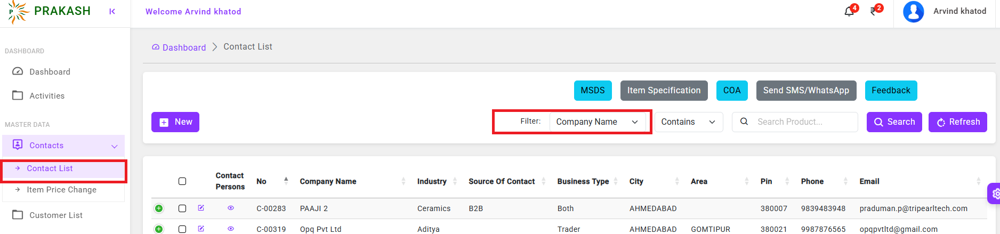 P PRAKASH
Welcome Arvind khatod
4
2
Arvind khatod
DASHBOARD
Dashboard
Activities
MASTER DATA
Contacts
Contact List
Item Price Change
Customer List
Dashboard > Contact List
MSDS Item Specification COA Send SMS/WhatsApp Feedback
New Filter: Company Name Contains Search Product... Search Refresh
Contact Persons No Company Name Industry Source Of Contact Business Type City Area Pin Phone Email
C-00283 PAAJI 2 Ceramics B2B Both AHMEDABAD 380007 9839483948 praduman.p@tripearltech.com
C-00319 Opq Pvt Ltd Aditya Trader AHMEDABAD GOMTIPUR 380021 9987876565 opqpvtltd@gmail.com